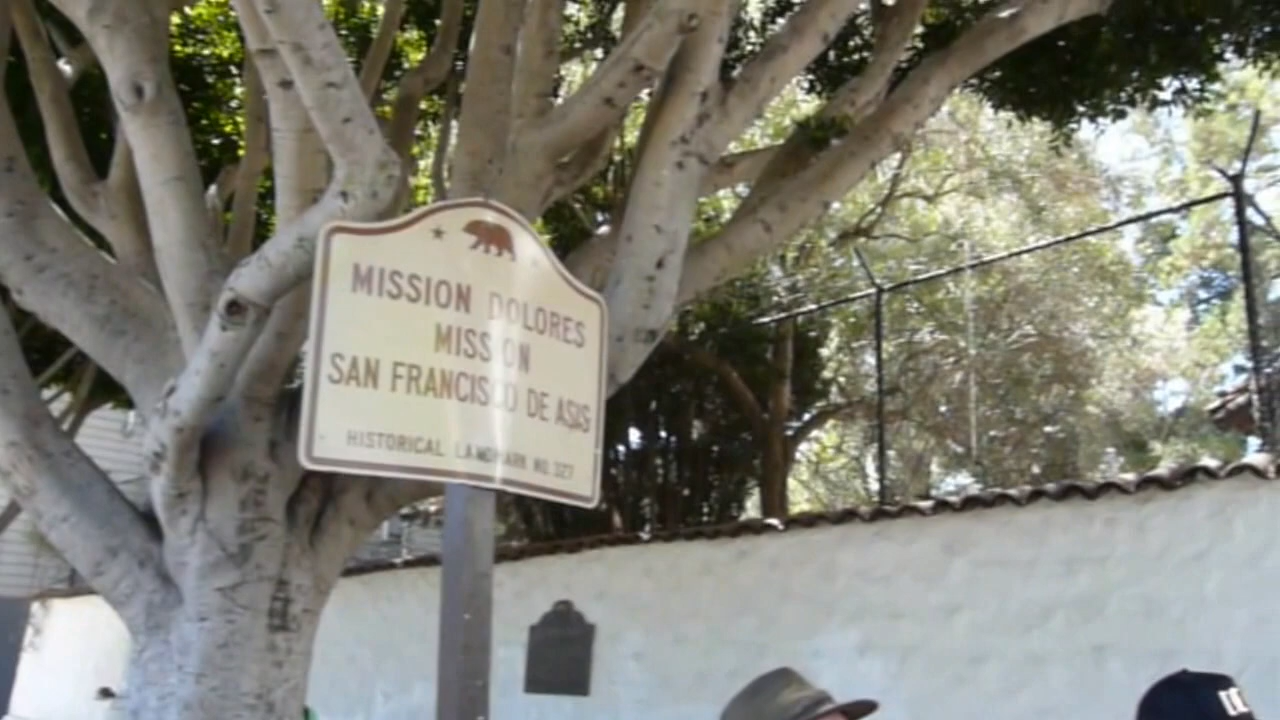 MISSION DOLORES
MISSION
SAN FRANCISCO DE ASIS
HISTORICAL LANDMARK NO. 327